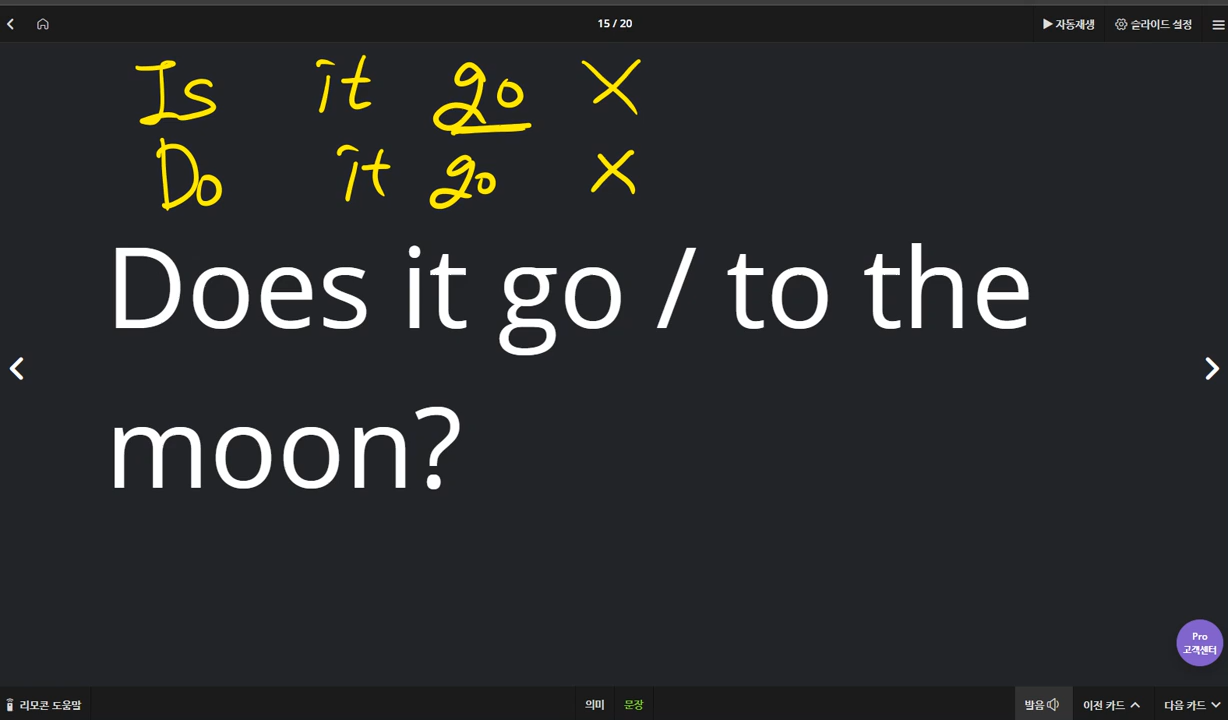 15 / 20
자동재생
슬라이드 설정
Is it go X
Do it go X
Does it go / to the
moon?
Pro
고객센터
리모콘 도움말
의미
문장
발음
이전 카드
다음 카드